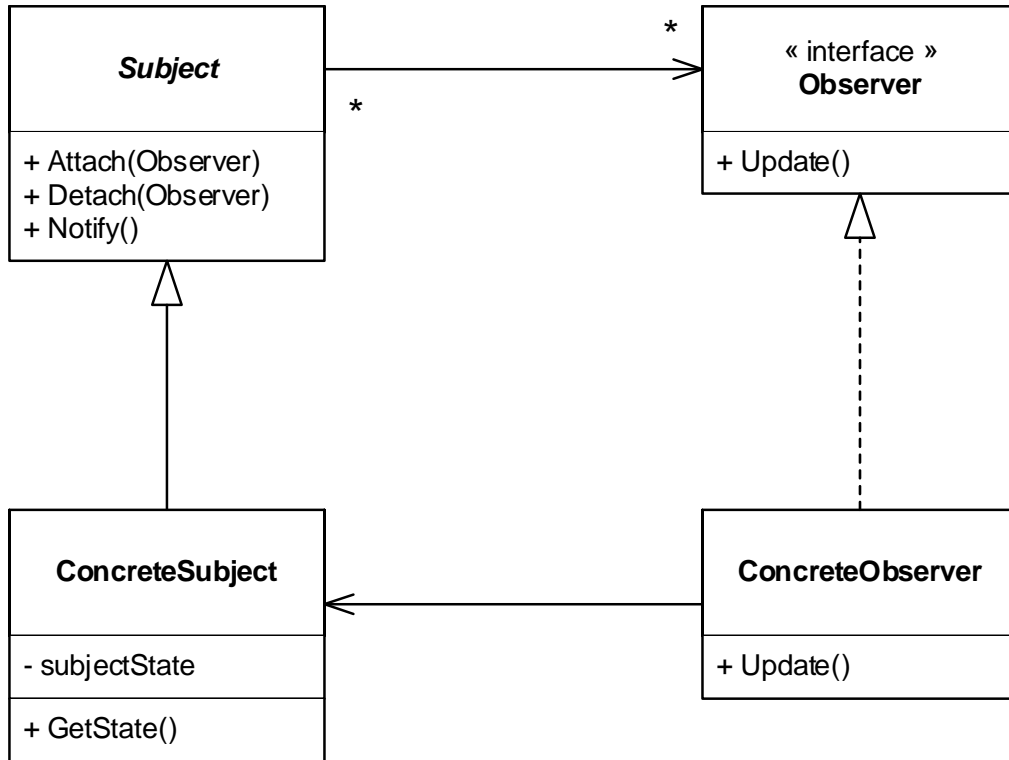 Subject
+ Attach(Observer)
+ Detach(Observer)
+ Notify()
*
*
« interface »
Observer
+ Update()
ConcreteSubject
- subjectState
+ GetState()
ConcreteObserver
+ Update()